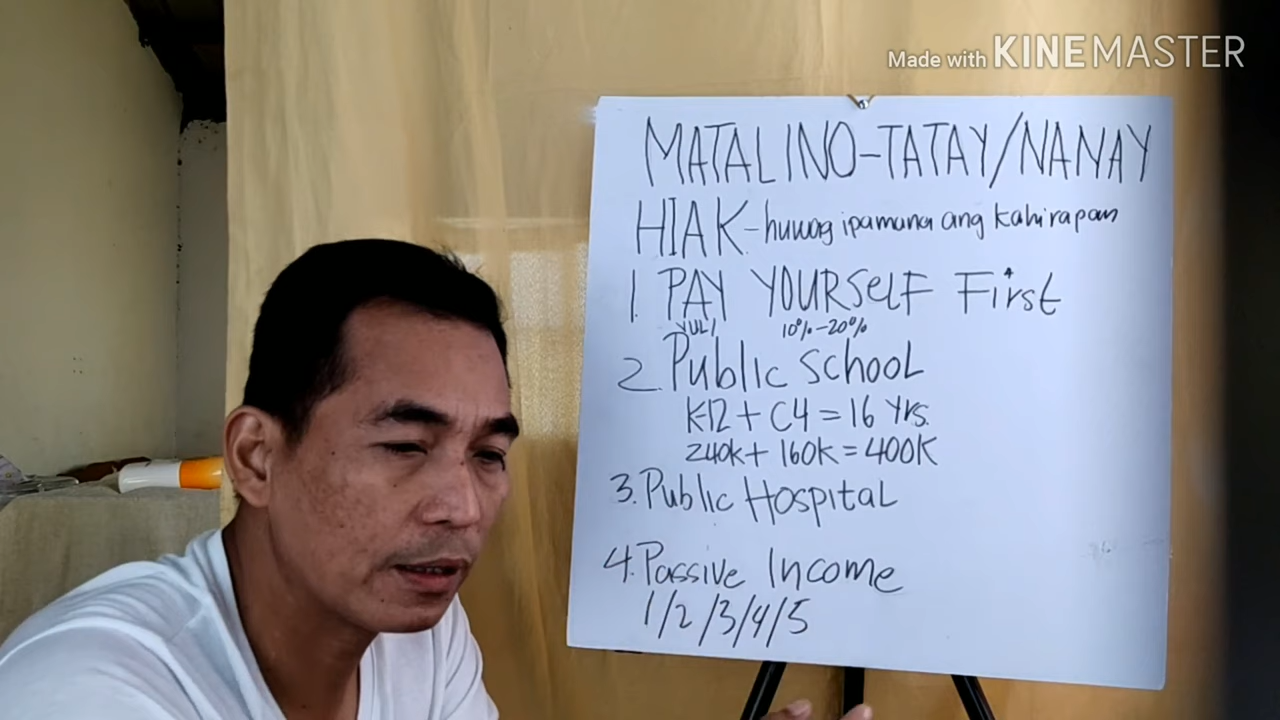 Made with KINEMASTER
MATALINO-TATAY/NANAY
HIAK-huwag ipamana ang kahirapan
1. PAY YOURSELF First
10%-20%
2. Public SCHOOL
K-12 + C4 = 16 Yrs.
240k + 160k = 400K
3. Public HospitaL
4. Passive Income
1/2/3/4/5